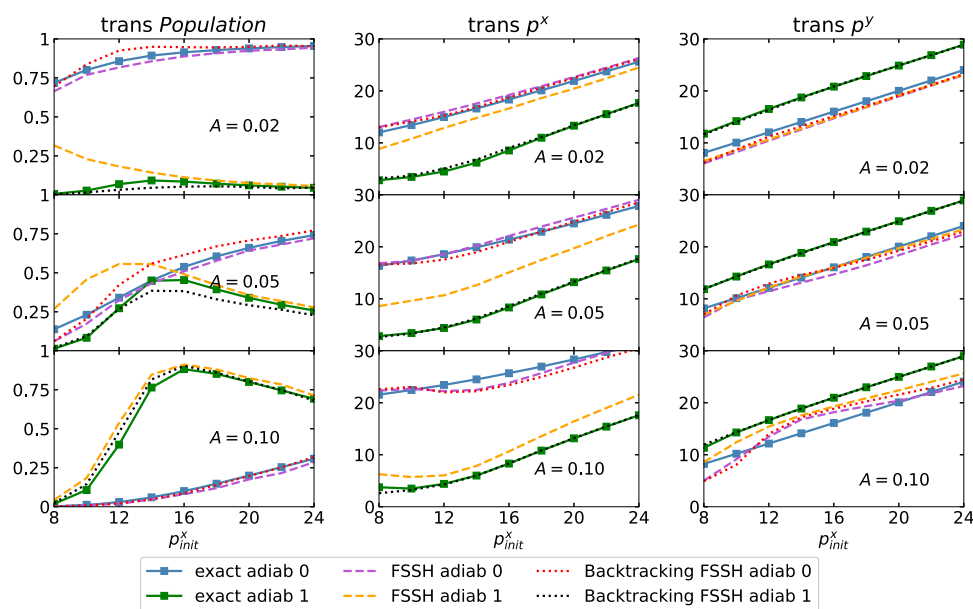 trans Population trans p^x trans p^y
1 30 30
0.75 20 20
0.5 10 10
0.25
A = 0.02 A = 0.02 A = 0.02
1 30 30
0.75 20 20
0.5 10 10
0.25
A = 0.05 A = 0.05 A = 0.05
1 30 30
0.75 20 20
0.5 10 10
0.25
A = 0.10 A = 0.10 A = 0.10
0 0 0
8 12 16 20 24 8 12 16 20 24 8 12 16 20 24
p^x_init p^x_init p^x_init
exact adiab 0 FSSH adiab 0 Backtracking FSSH adiab 0
exact adiab 1 FSSH adiab 1 Backtracking FSSH adiab 1